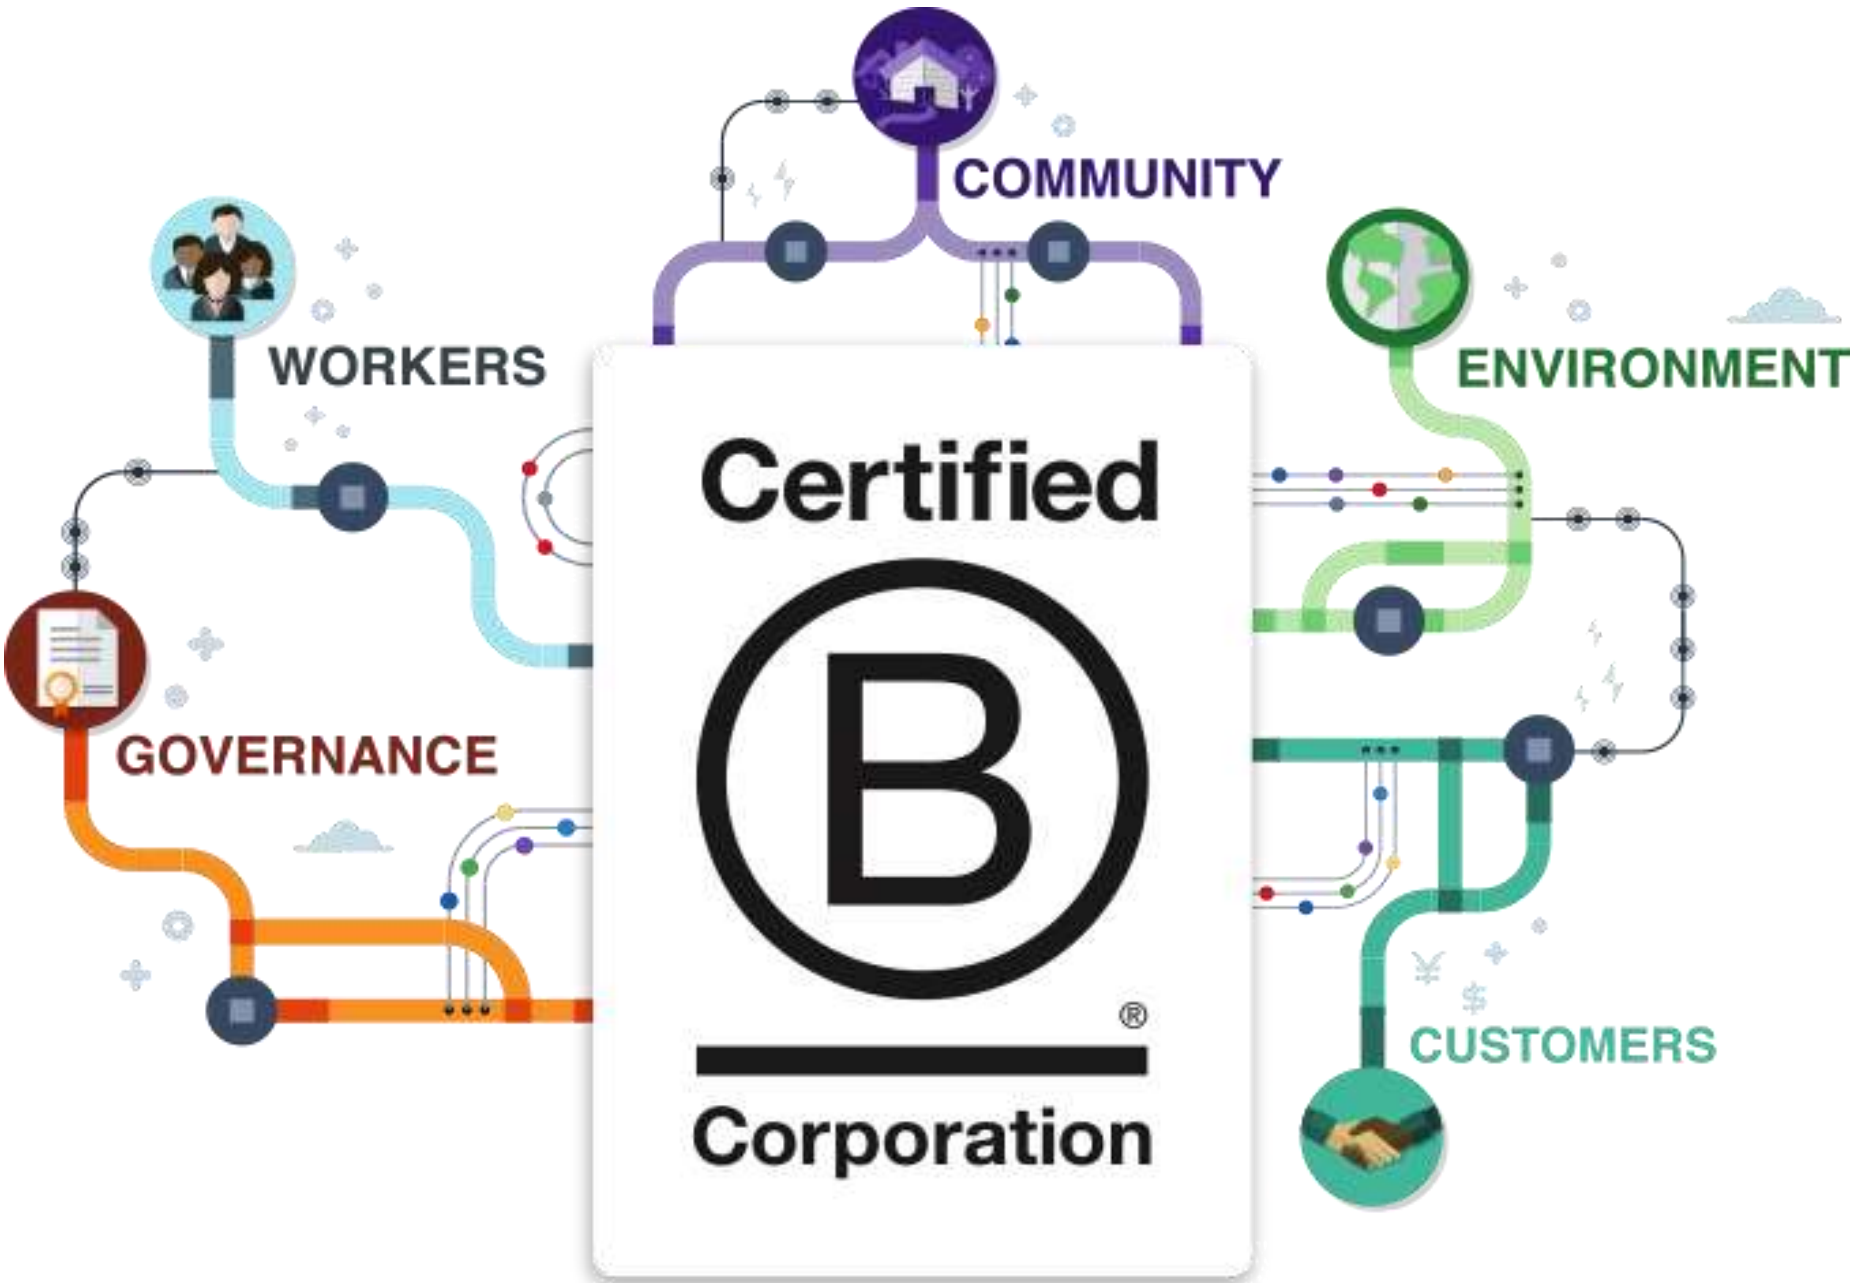 COMMUNITY
WORKERS
ENVIRONMENT
Certified
B
®
Corporation
GOVERNANCE
¥
$
CUSTOMERS